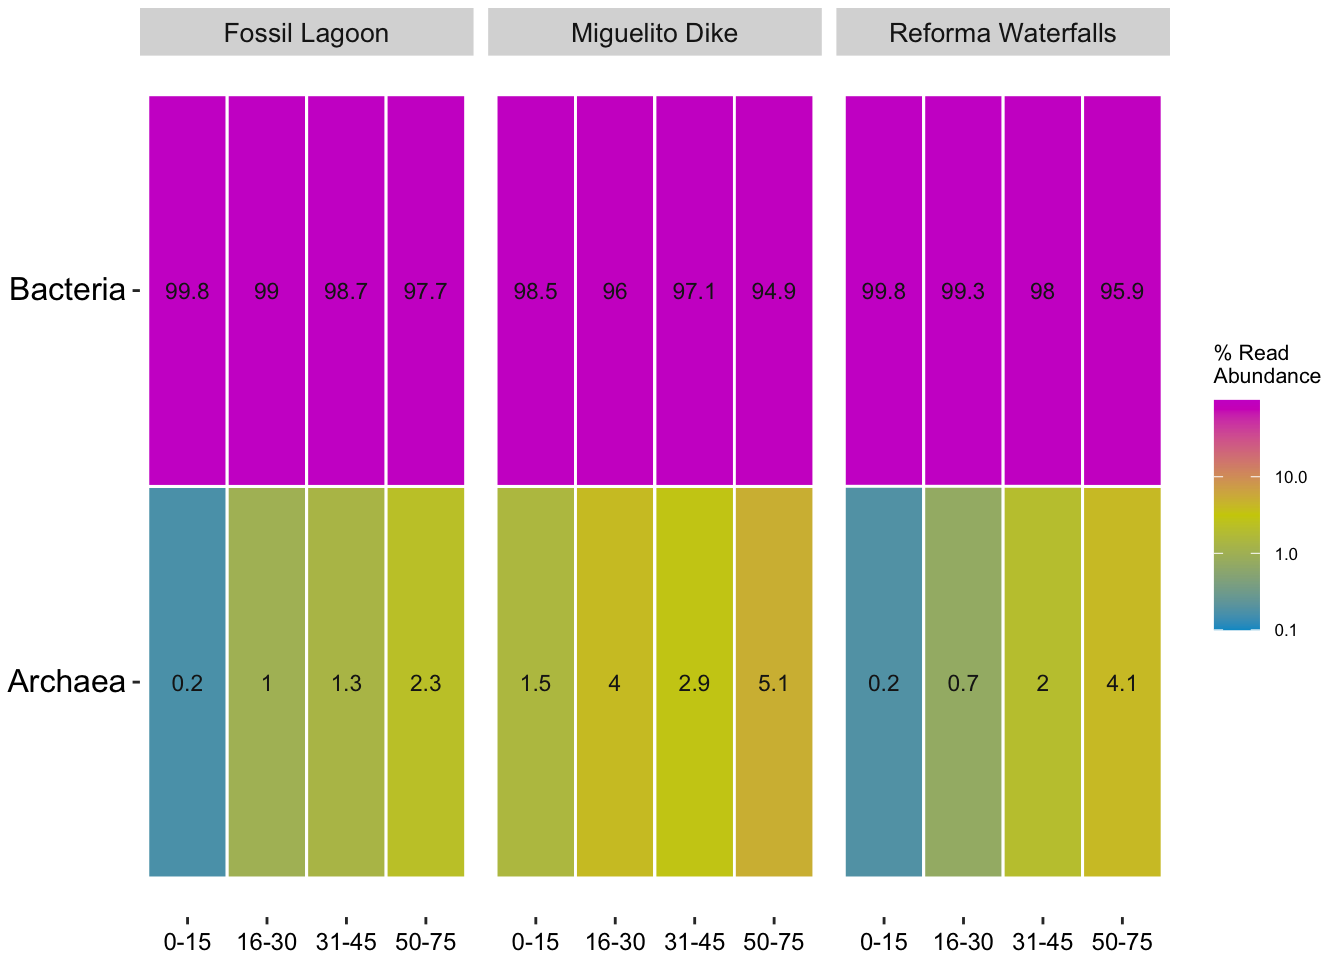 Fossil Lagoon Miguelito Dike Reforma Waterfalls
Bacteria 99.8 99 98.7 97.7 98.5 96 97.1 94.9 99.8 99.3 98 95.9
% Read
Abundance
10.0
1.0
0.1
Archaea 0.2 1 1.3 2.3 1.5 4 2.9 5.1 0.2 0.7 2 4.1
0-15 16-30 31-45 50-75 0-15 16-30 31-45 50-75 0-15 16-30 31-45 50-75